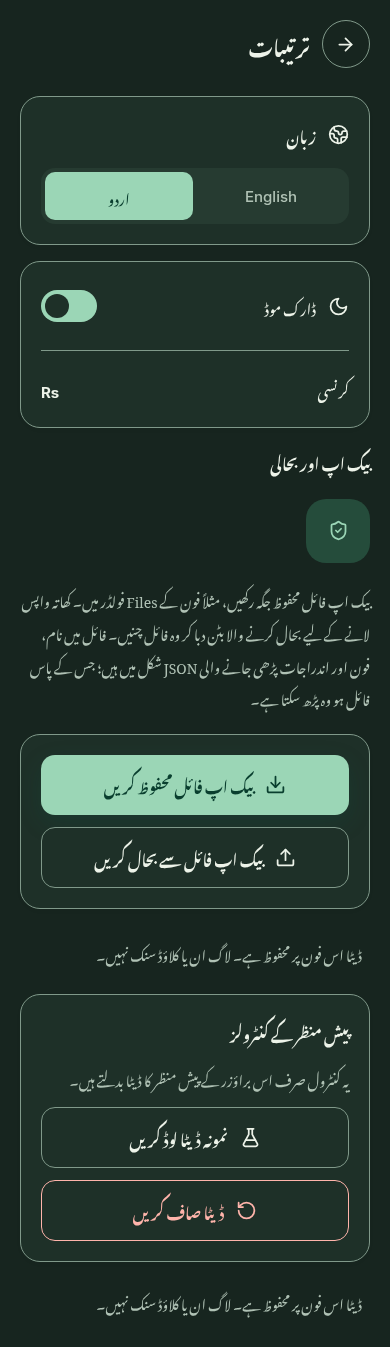 ترتیبات
زبان
English
اردو
ڈارک موڈ
کرنسی
Rs
بیک اپ اور بحالی
بیک اپ فائل محفوظ جگہ رکھیں، مثلاً فون کے Files فولڈر میں۔ کھاتہ واپس
لانے کے لیے بحال کرنے والا بٹن دبا کر وہ فائل چنیں۔ فائل میں نام،
فون اور اندراجات پڑھی جانے والی JSON شکل میں ہیں؛ جس کے پاس
فائل ہو وہ پڑھ سکتا ہے۔
بیک اپ فائل محفوظ کریں
بیک اپ فائل سے بحال کریں
ڈیٹا اس فون پر محفوظ ہے۔ لاگ ان یا کلاؤڈ سنک نہیں۔
پیش منظر کے کنٹرولز
یہ کنٹرول صرف اس براؤزر کے پیش منظر کا ڈیٹا بدلتے ہیں۔
نمونہ ڈیٹا لوڈ کریں
ڈیٹا صاف کریں
ڈیٹا اس فون پر محفوظ ہے۔ لاگ ان یا کلاؤڈ سنک نہیں۔